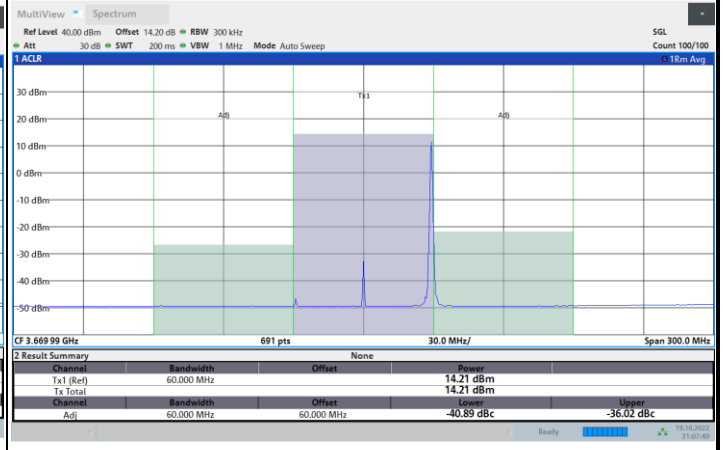 MultiView Spectrum
Ref Level 40.00 dBm Offset 14.20 dB RBW 300 kHz SGL
Att 30 dB SWT 200 ms VBW 1 MHz Mode Auto Sweep Count 100/100
1 ACLR 1Rm Avg
30 dBm
Tx1
20 dBm
Adj Adj
10 dBm
0 dBm
-10 dBm
-20 dBm
-30 dBm
-40 dBm
-50 dBm
CF 3.669 99 GHz 691 pts 30.0 MHz/ Span 300.0 MHz
2 Result Summary None
Channel Bandwidth Offset Power
Tx1 (Ref) 60.000 MHz 14.21 dBm
Tx Total 14.21 dBm
Channel Bandwidth Offset Lower Upper
Adj 60.000 MHz 60.000 MHz -40.89 dBc -36.02 dBc
Ready 19.10.2022
21:07:40